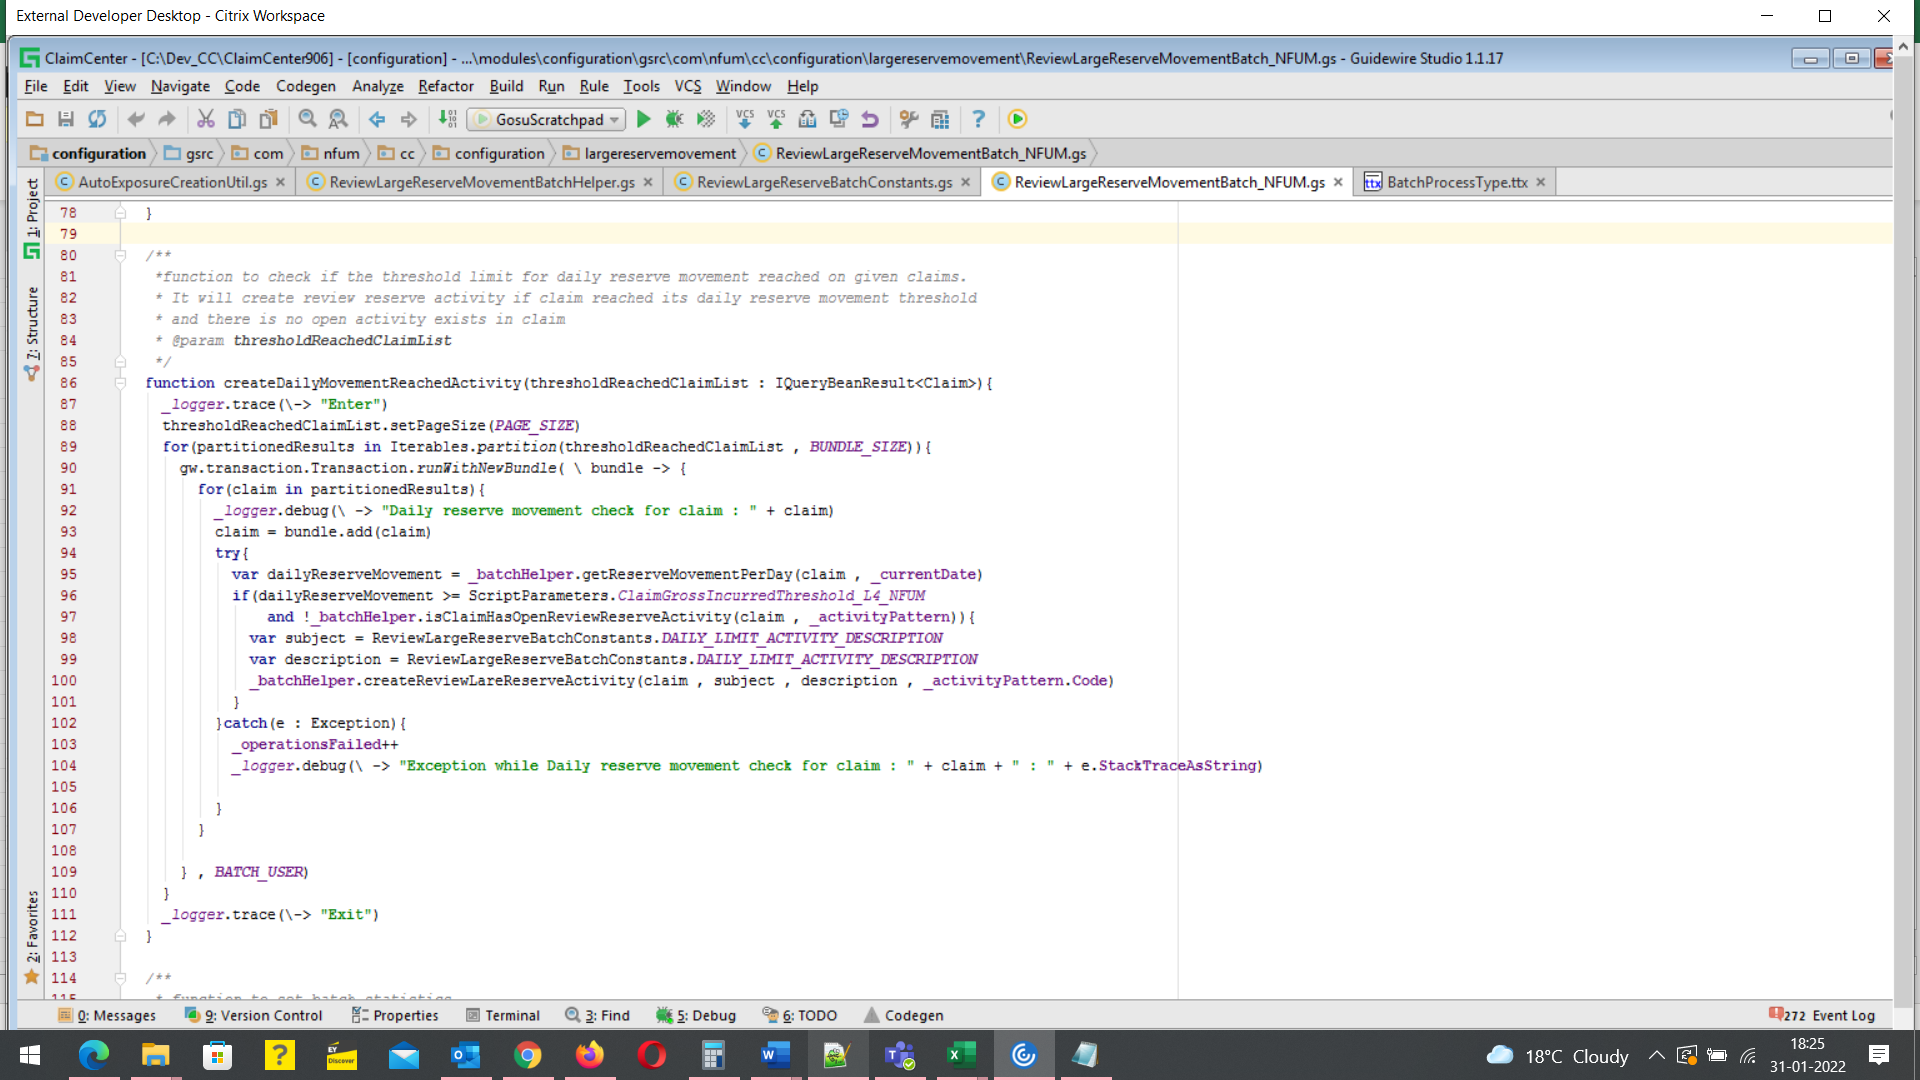 External Developer Desktop - Citrix Workspace
ClaimCenter - [C:\Dev_CC\ClaimCenter906] - [configuration] - ...\modules\configuration\gsrc\com\nfum\cc\configuration\largereservemovement\ReviewLargeReserveMovementBatch_NFUM.gs - Guidewire Studio 1.1.17
File Edit View Navigate Code Codegen Analyze Refactor Build Run Rule Tools VCS Window Help
GosuScratchpad VCS VCS
configuration gsrc com nfum cc configuration largereservemovement ReviewLargeReserveMovementBatch_NFUM.gs
AutoExposureCreationUtil.gs ReviewLargeReserveMovementBatchHelper.gs ReviewLargeReserveBatchConstants.gs ReviewLargeReserveMovementBatch_NFUM.gs BatchProcessType.ttx
1: Project
7: Structure
2: Favorites
78 }
79
80 /**
81 *function to check if the threshold limit for daily reserve movement reached on given claims.
82 * It will create review reserve activity if claim reached its daily reserve movement threshold
83 * and there is no open activity exists in claim
84 * @param thresholdReachedClaimList
85 */
86 function createDailyMovementReachedActivity(thresholdReachedClaimList : IQueryBeanResult<Claim>){
87 _logger.trace(\-> "Enter")
88 thresholdReachedClaimList.setPageSize(PAGE_SIZE)
89 for(partitionedResults in Iterables.partition(thresholdReachedClaimList , BUNDLE_SIZE)){
90 gw.transaction.Transaction.runWithNewBundle( \ bundle -> {
91 for(claim in partitionedResults){
92 _logger.debug(\ -> "Daily reserve movement check for claim : " + claim)
93 claim = bundle.add(claim)
94 try{
95 var dailyReserveMovement = _batchHelper.getReserveMovementPerDay(claim , _currentDate)
96 if(dailyReserveMovement >= ScriptParameters.ClaimGrossIncurredThreshold_L4_NFUM
97 and !_batchHelper.isClaimHasOpenReviewReserveActivity(claim , _activityPattern)){
98 var subject = ReviewLargeReserveBatchConstants.DAILY_LIMIT_ACTIVITY_DESCRIPTION
99 var description = ReviewLargeReserveBatchConstants.DAILY_LIMIT_ACTIVITY_DESCRIPTION
100 _batchHelper.createReviewLareReserveActivity(claim , subject , description , _activityPattern.Code)
101 }
102 }catch(e : Exception){
103 _operationsFailed++
104 _logger.debug(\ -> "Exception while Daily reserve movement check for claim : " + claim + " : " + e.StackTraceAsString)
105
106 }
107 }
108
109 } , BATCH_USER)
110 }
111 _logger.trace(\-> "Exit")
112 }
113
114 /**
115 * function to set batch statistics
0: Messages 9: Version Control Properties Terminal 3: Find 5: Debug 6: TODO Codegen 272 Event Log
EY Discover
18°C Cloudy
18:25
31-01-2022